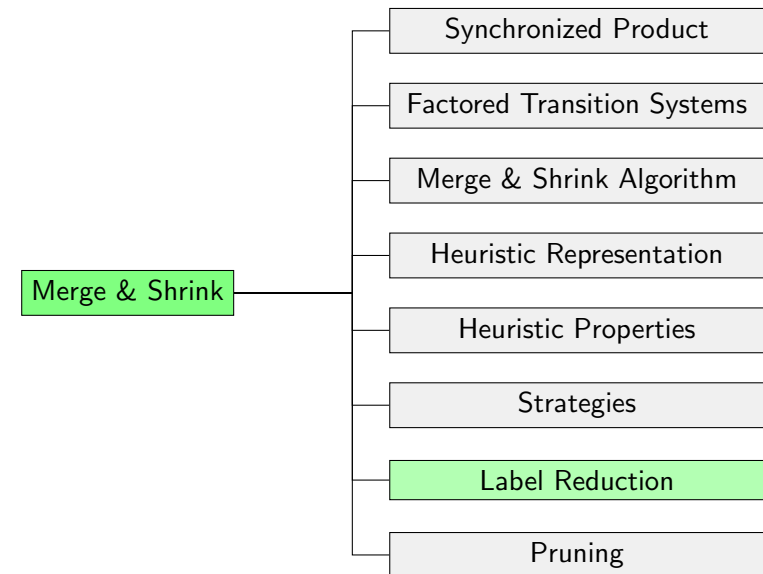 Synchronized Product
Factored Transition Systems
Merge & Shrink Algorithm
Heuristic Representation
Merge & Shrink
Heuristic Properties
Strategies
Label Reduction
Pruning